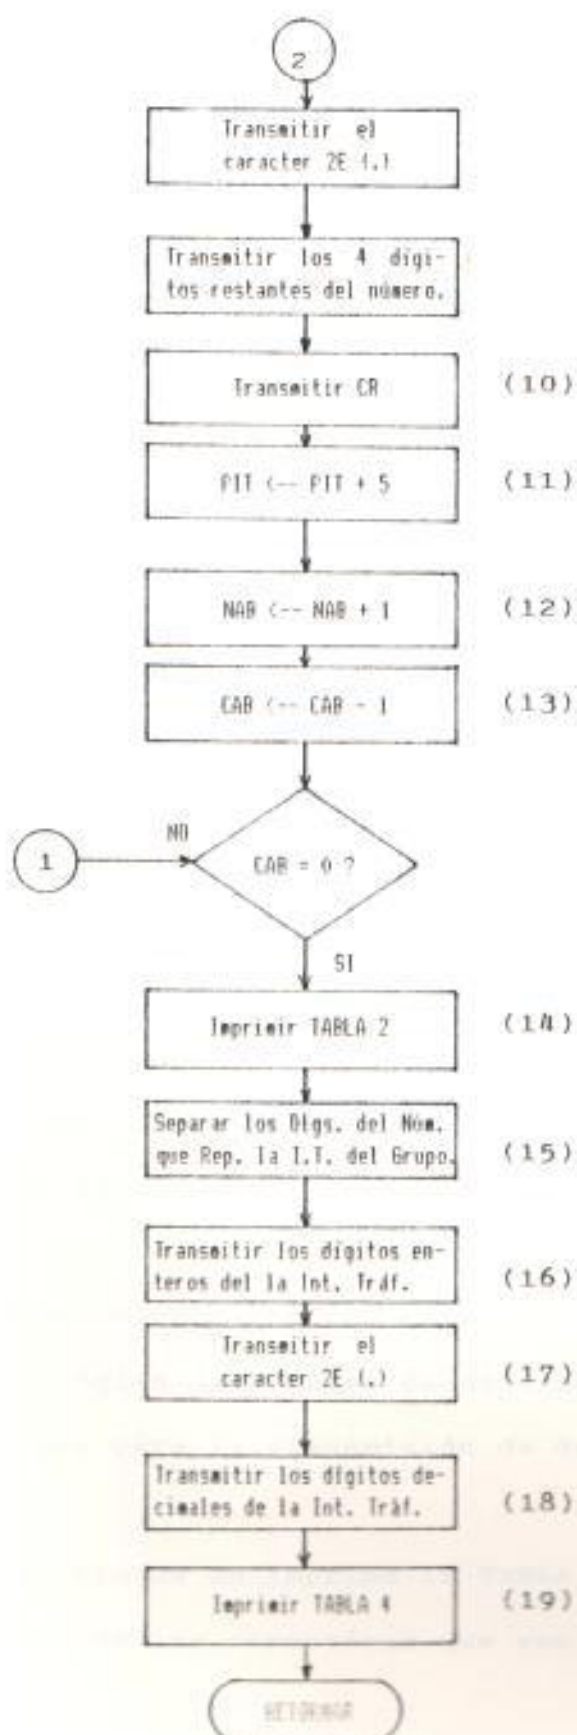 2
Transmitir el
caracter 2E (.)
Transmitir los 4 dígi-
tos restantes del número.
Transmitir CR
(10)
PIT <-- PIT + 5
(11)
NAB <-- NAB + 1
(12)
CAB <-- CAB - 1
(13)
NO
1
CAB = 0 ?
SI
Imprimir TABLA 2
(14)
Separar los Dígs. del Núm.
que Rep. la I.T. del Grupo.
(15)
Transmitir los dígitos en-
teros del la Int. Tráf.
(16)
Transmitir el
caracter 2E (.)
(17)
Transmitir los dígitos de-
cimales de la Int. Tráf.
(18)
Imprimir TABLA 4
(19)
RETORNAR